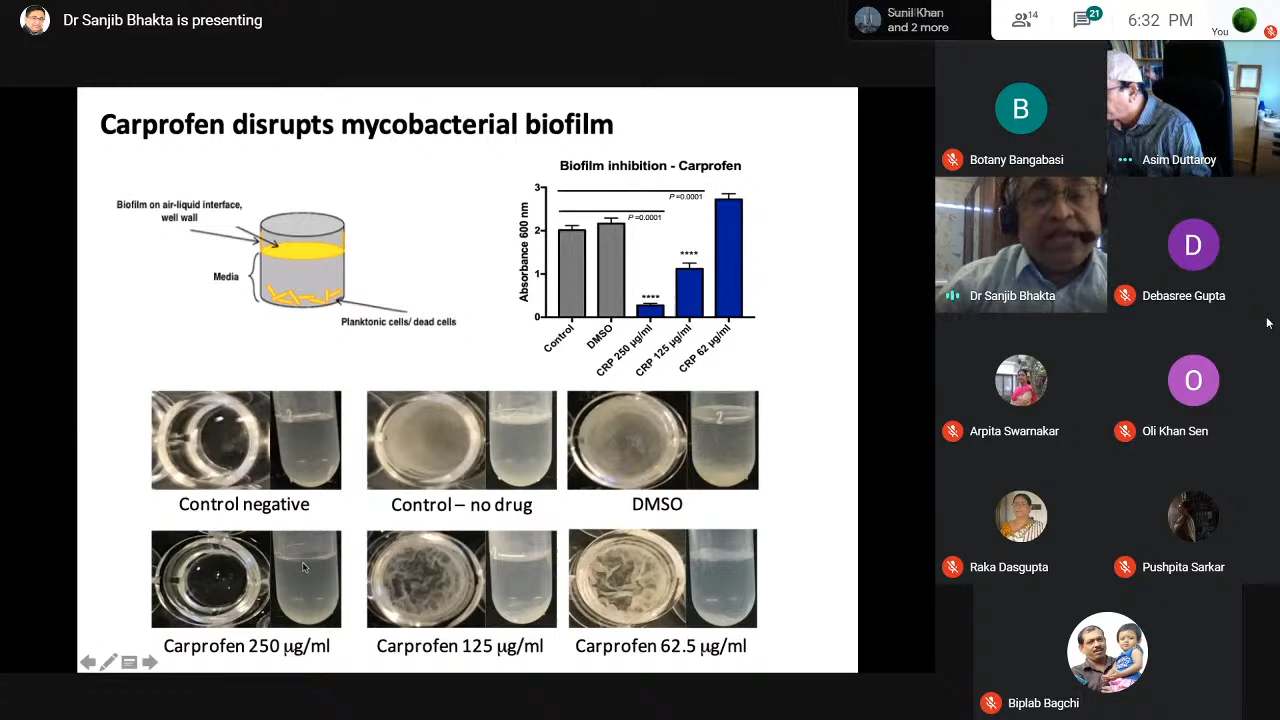 Dr Sanjib Bhakta is presenting
Sunil Khan
and 2 more
14
21
6:32 PM
You
Carprofen disrupts mycobacterial biofilm
Biofilm on air-liquid interface,
well wall
Media
Planktonic cells/ dead cells
Biofilm inhibition - Carprofen
Absorbance 600 nm
3
2
1
0
P =0.0001
P =0.0001
****
****
Control
DMSO
CRP 250 µg/ml
CRP 125 µg/ml
CRP 62 µg/ml
2
Control negative
Control – no drug
DMSO
Carprofen 250 µg/ml
Carprofen 125 µg/ml
Carprofen 62.5 µg/ml
B
Botany Bangabasi
Asim Duttaroy
Dr Sanjib Bhakta
D
Debasree Gupta
Arpita Swarnakar
O
Oli Khan Sen
Raka Dasgupta
Pushpita Sarkar
Biplab Bagchi